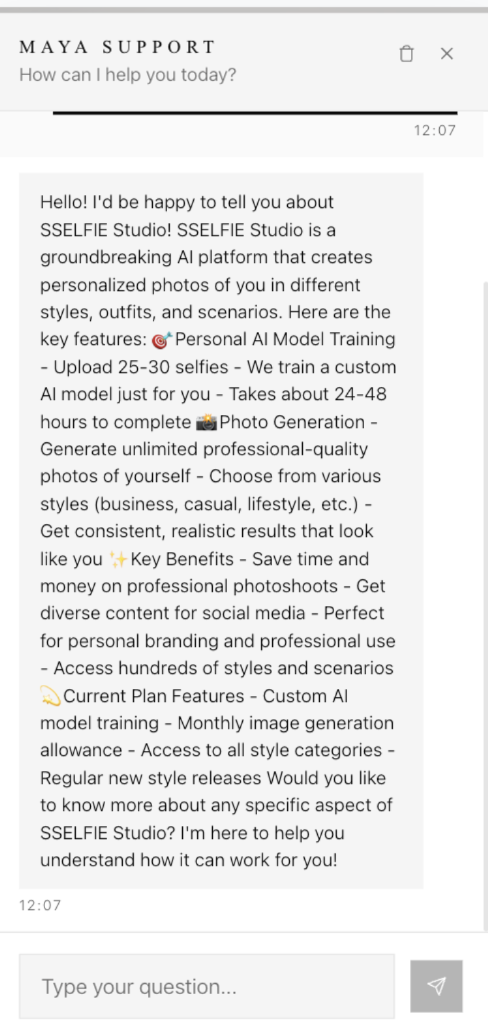 MAYA SUPPORT
How can I help you today?
12:07
Hello! I'd be happy to tell you about
SSELFIE Studio! SSELFIE Studio is a
groundbreaking AI platform that creates
personalized photos of you in different
styles, outfits, and scenarios. Here are the
key features: 🎯Personal AI Model Training
- Upload 25-30 selfies - We train a custom
AI model just for you - Takes about 24-48
hours to complete 📸Photo Generation -
Generate unlimited professional-quality
photos of yourself - Choose from various
styles (business, casual, lifestyle, etc.) -
Get consistent, realistic results that look
like you ✨Key Benefits - Save time and
money on professional photoshoots - Get
diverse content for social media - Perfect
for personal branding and professional use
- Access hundreds of styles and scenarios
💫Current Plan Features - Custom AI
model training - Monthly image generation
allowance - Access to all style categories -
Regular new style releases Would you like
to know more about any specific aspect of
SSELFIE Studio? I'm here to help you
understand how it can work for you!
12:07
Type your question...